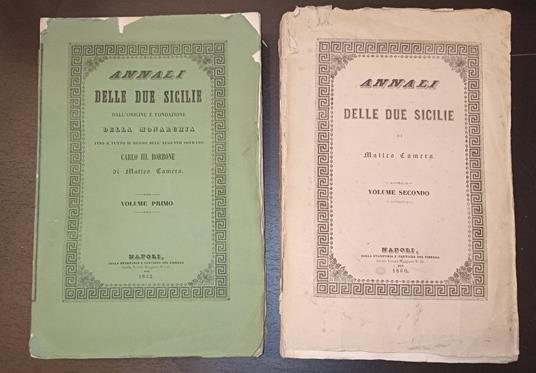 ANNALI
DELLE DUE SICILIE
DALL'ORIGINE E FONDAZIONE
DELLA MONARCHIA
FINO A TUTTO IL REGNO DELL'AUGUSTO SOVRANO
CARLO III. BORBONE
di Matteo Camera.
VOLUME PRIMO
NAPOLI,
DALLA STAMPERIA E CARTIERE DEL FIBRENO
ANNALI
DELLE DUE SICILIE
DI
Matteo Camera.
VOLUME SECONDO
NAPOLI,
DALLA STAMPERIA E CARTIERE DEL FIBRENO
1860.